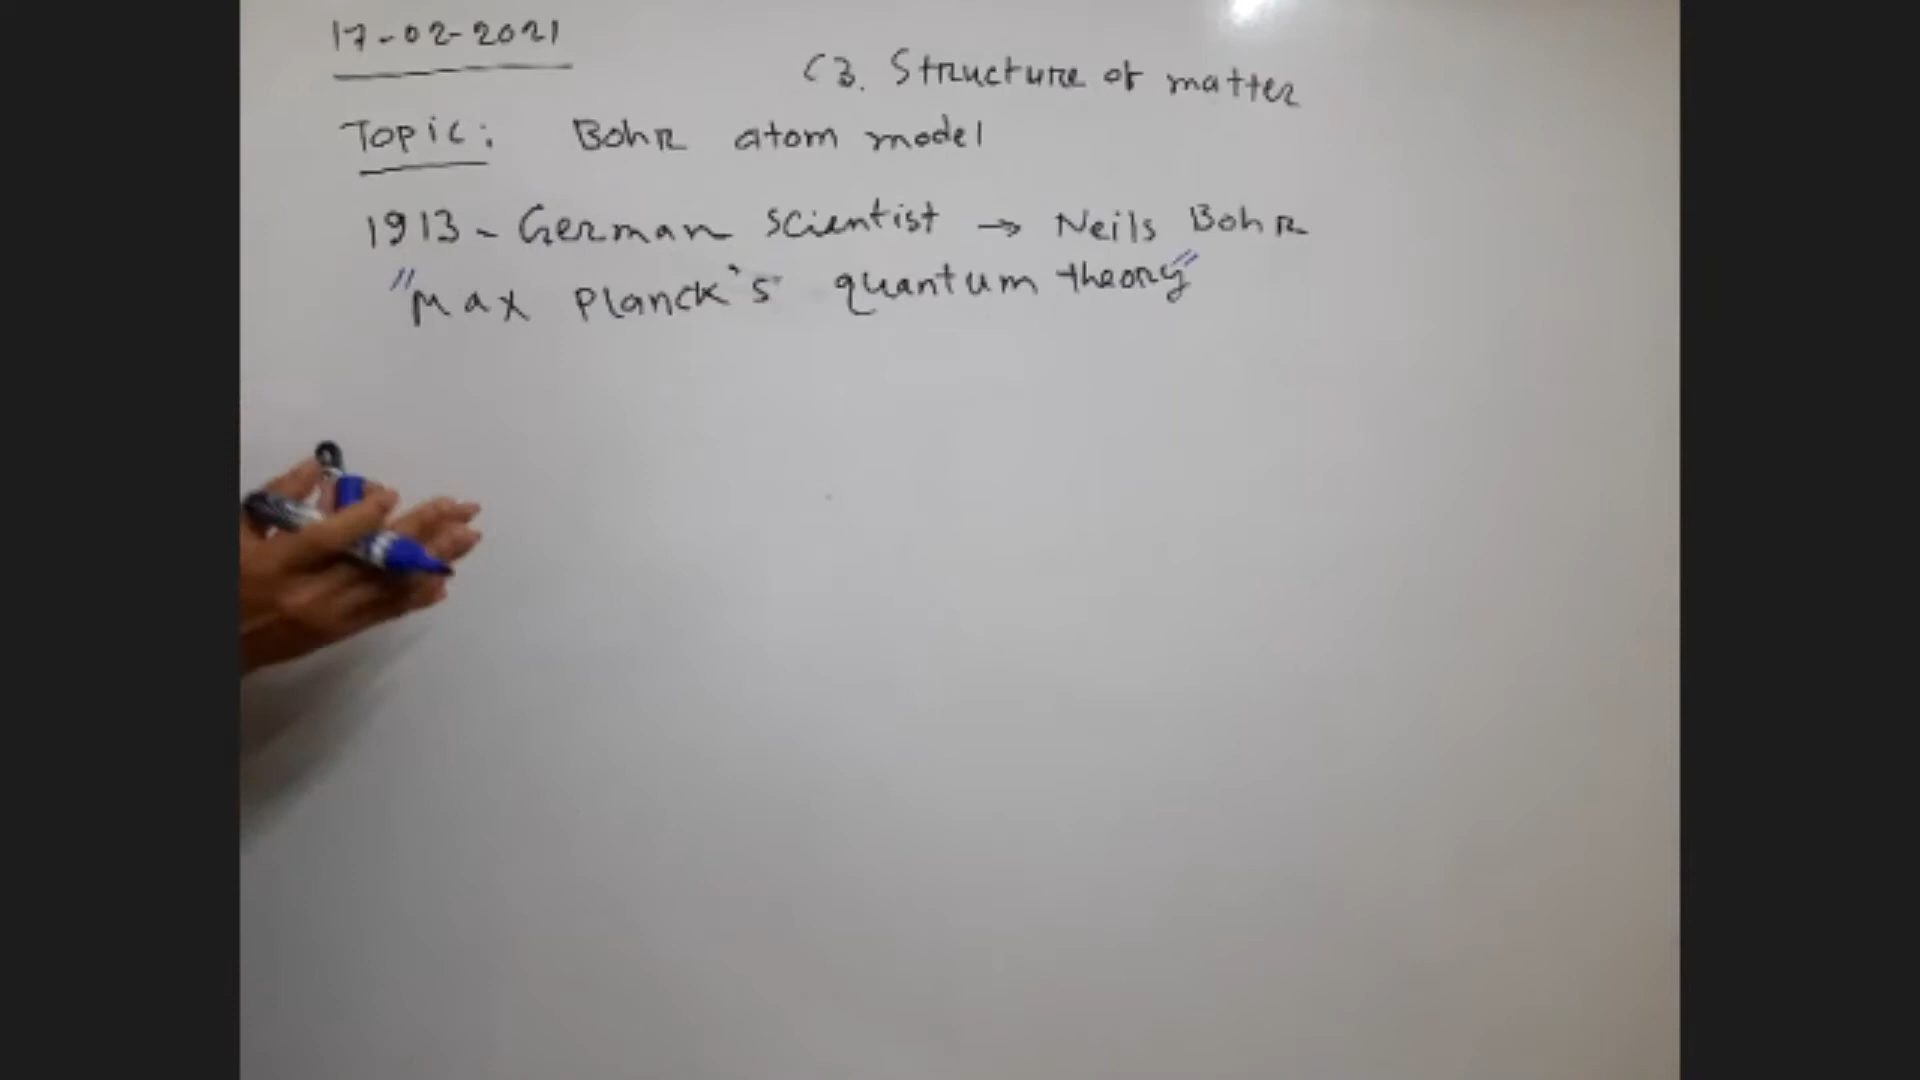 17-02-2021
C3. Structure of matter
Topic: Bohr atom model
1913 - German scientist → Neils Bohr
"Max Planck's quantum theory"